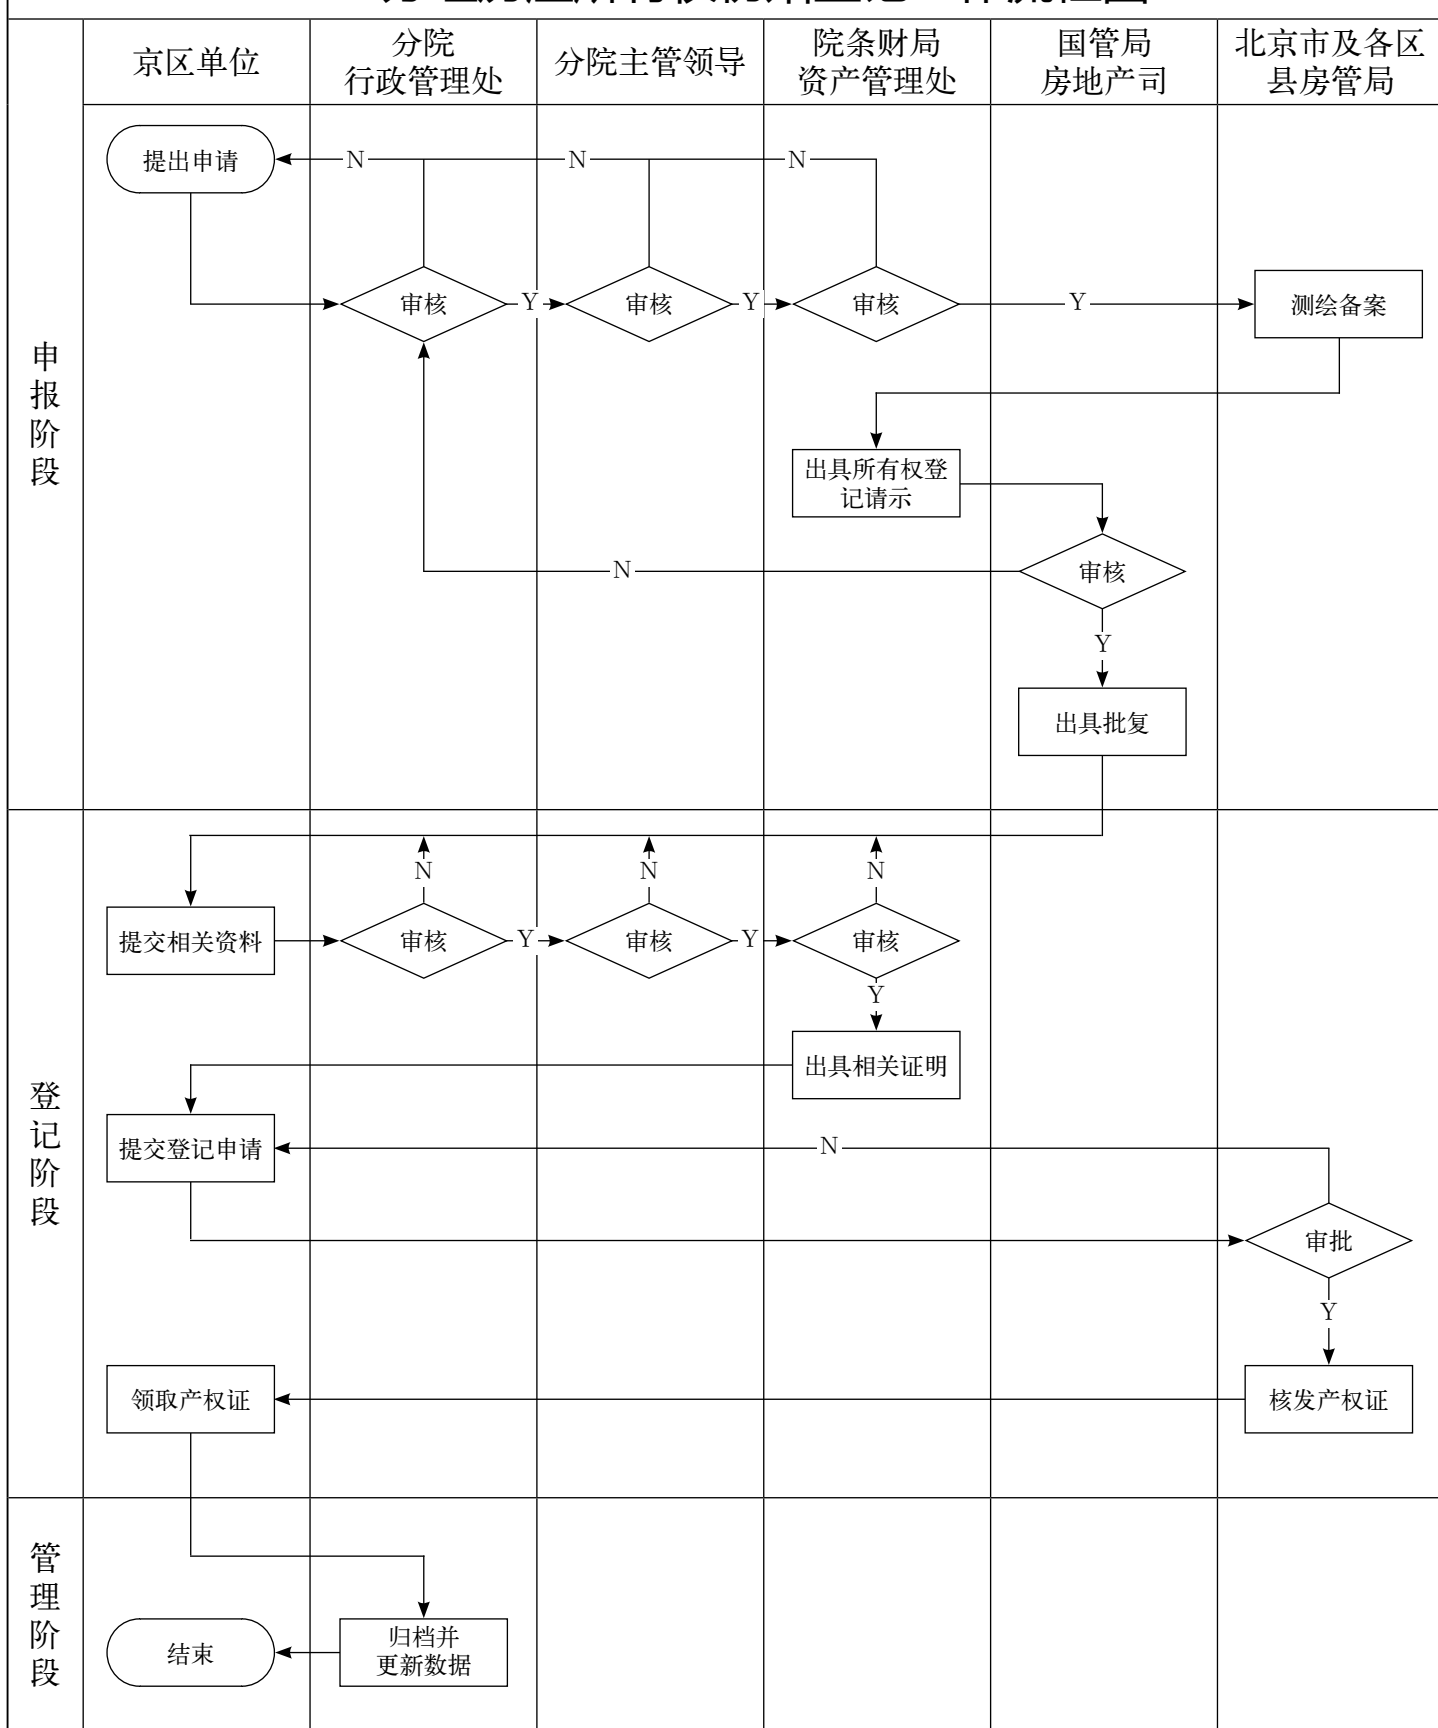 京区单位
分院
行政管理处
分院主管领导
院条财局
资产管理处
国管局
房地产司
北京市及各区
县房管局
申报阶段
提出申请
N
N
N
审核
Y
审核
Y
审核
Y
测绘备案
出具所有权登
记请示
N
审核
Y
出具批复
登记阶段
N
N
N
提交相关资料
审核
Y
审核
Y
审核
Y
出具相关证明
提交登记申请
N
审批
Y
领取产权证
核发产权证
管理阶段
结束
归档并
更新数据